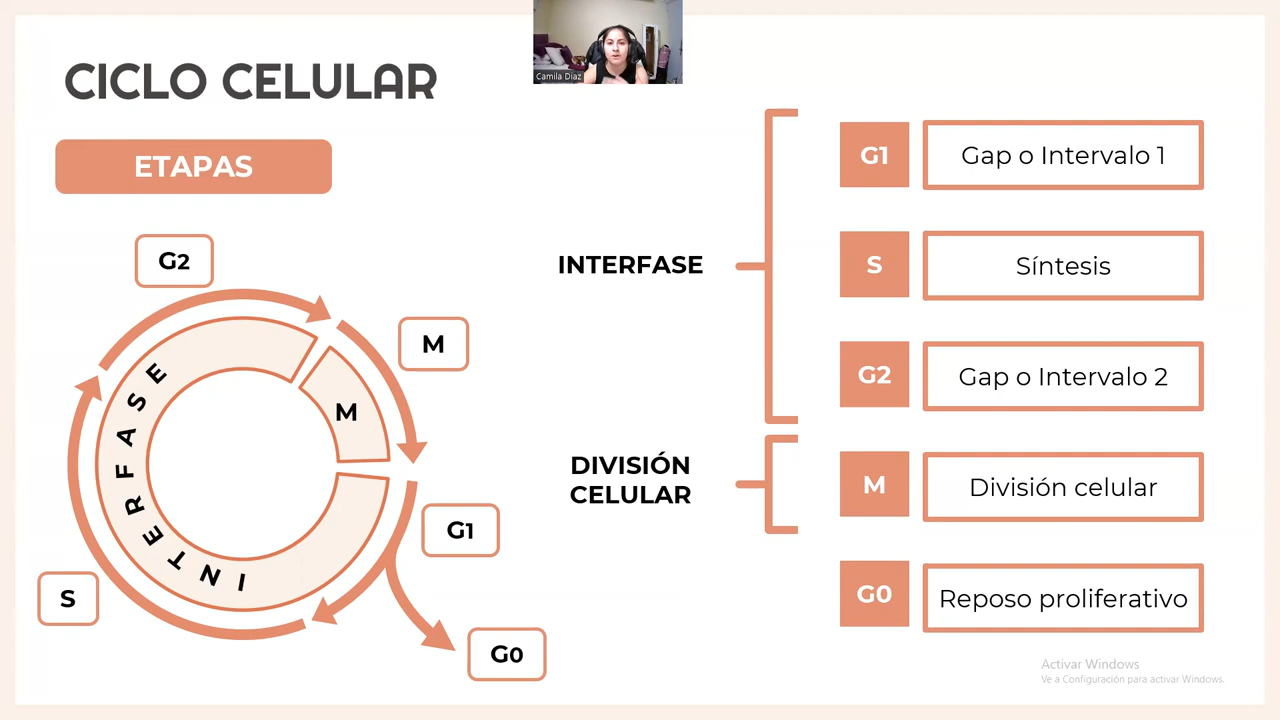 Camila Diaz
CICLO CELULAR
ETAPAS
G2
M
M
INTERFASE
G1
S
G0
INTERFASE
G1
Gap o Intervalo 1
S
Síntesis
G2
Gap o Intervalo 2
DIVISIÓN
CELULAR
M
División celular
G0
Reposo proliferativo
Activar Windows
Ve a Configuración para activar Windows.